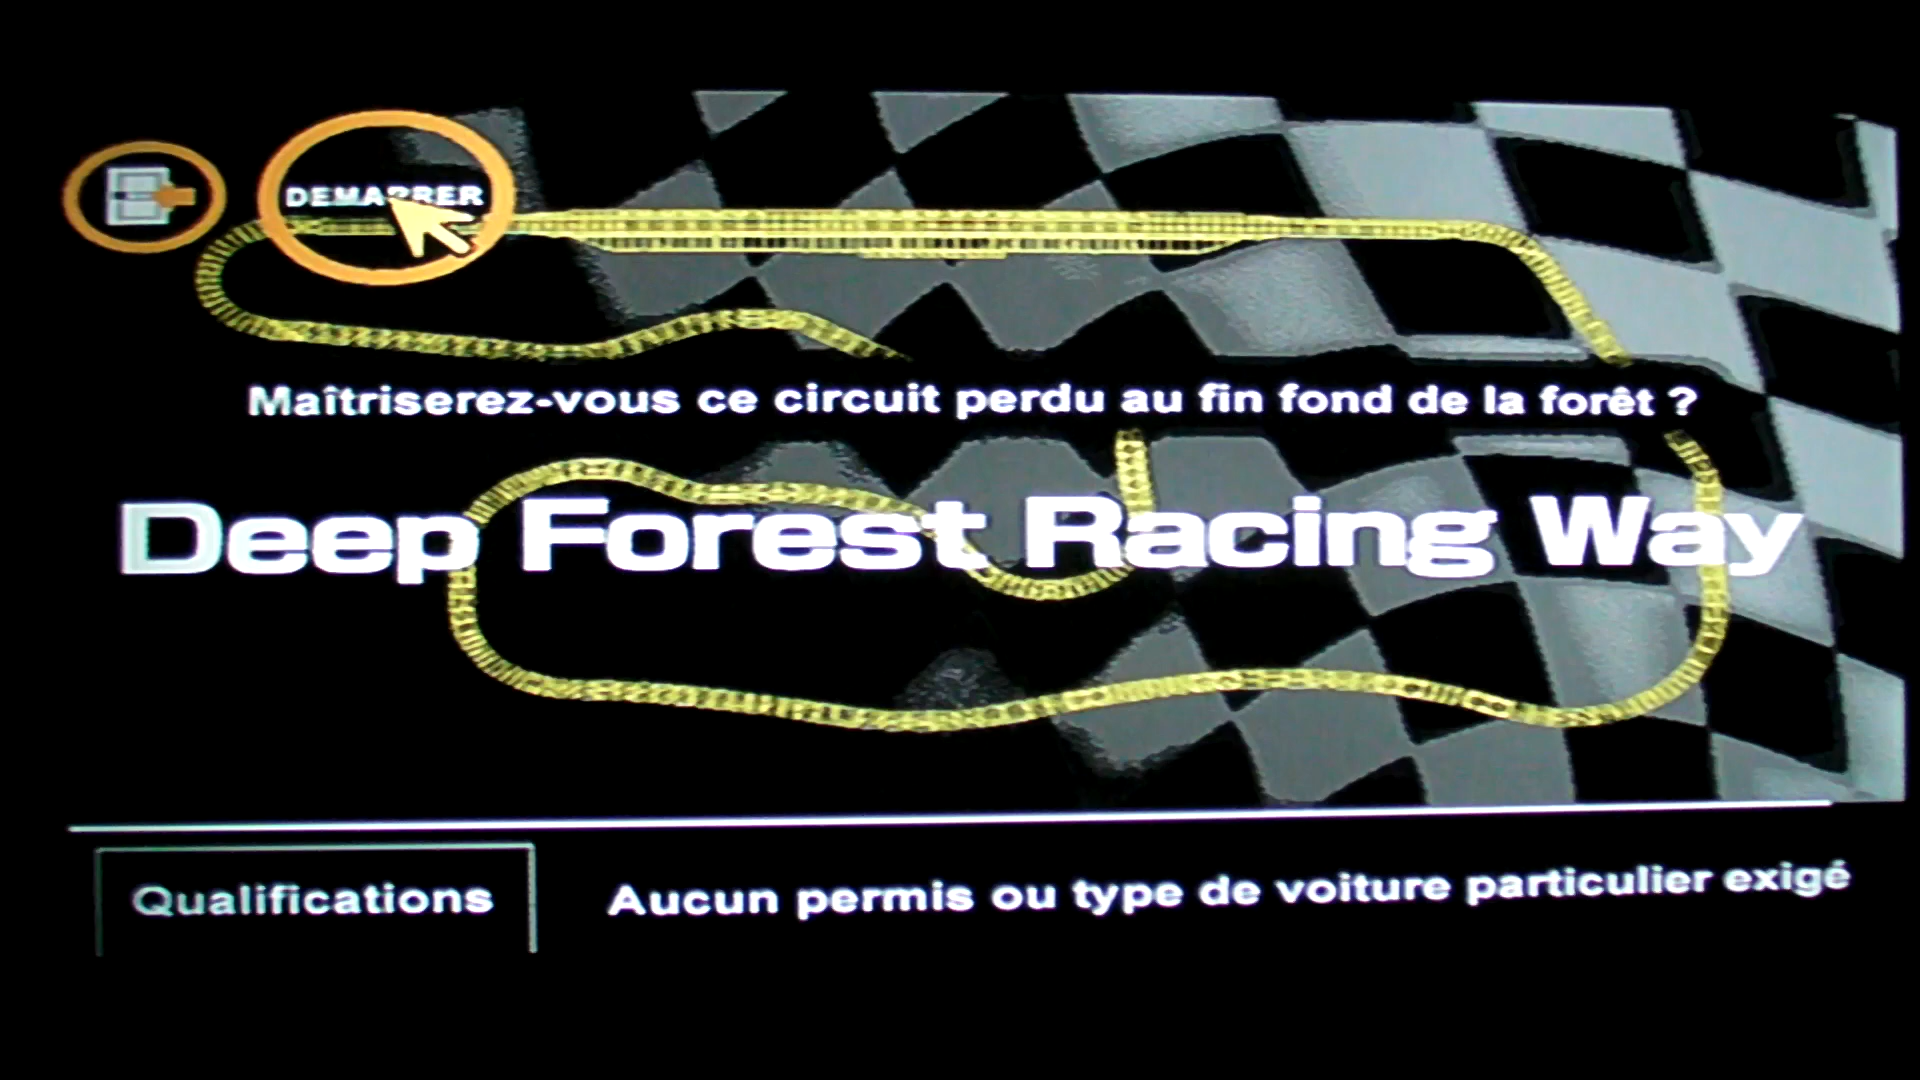 DEMARRER
Maîtriserez-vous ce circuit perdu au fin fond de la forêt ?
Deep Forest Racing Way
Qualifications
Aucun permis ou type de voiture particulier exigé